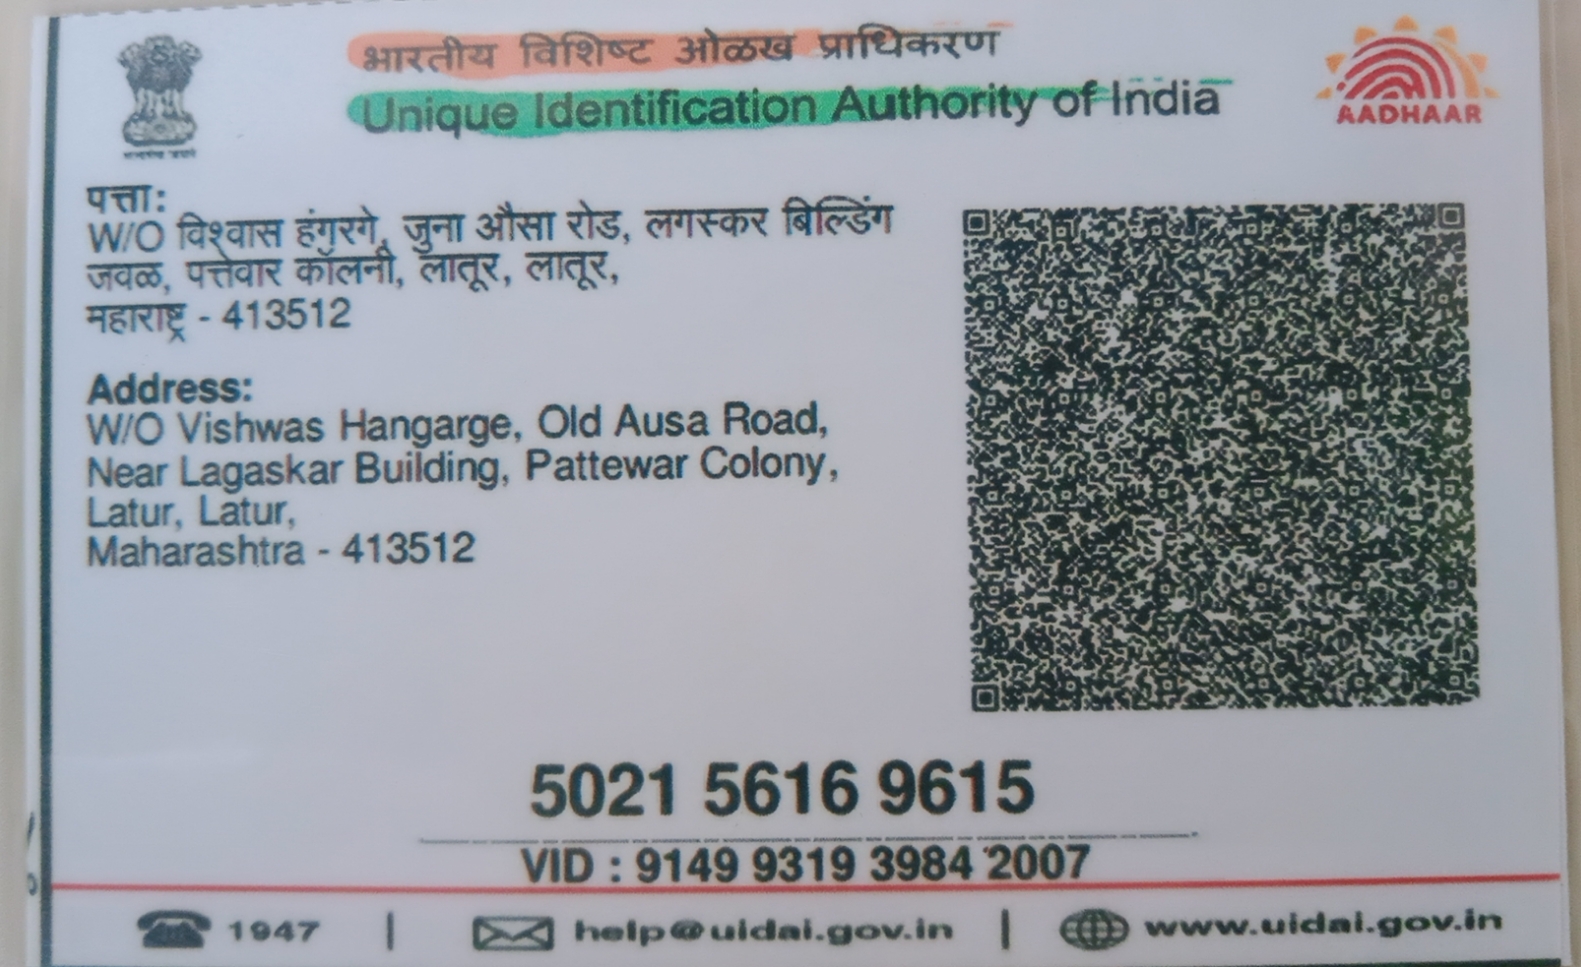 भारतीय विशिष्ट ओळख प्राधिकरण
Unique Identification Authority of India
AADHAAR
पत्ता:
W/O विश्वास हंगरगे, जुना औसा रोड, लगस्कर बिल्डिंग
जवळ, पत्तेवार कॉलनी, लातूर, लातूर,
महाराष्ट्र - 413512
Address:
W/O Vishwas Hangarge, Old Ausa Road,
Near Lagaskar Building, Pattewar Colony,
Latur, Latur,
Maharashtra - 413512
5021 5616 9615
VID : 9149 9319 3984 2007
1947 | help@uidai.gov.in | www.uidai.gov.in